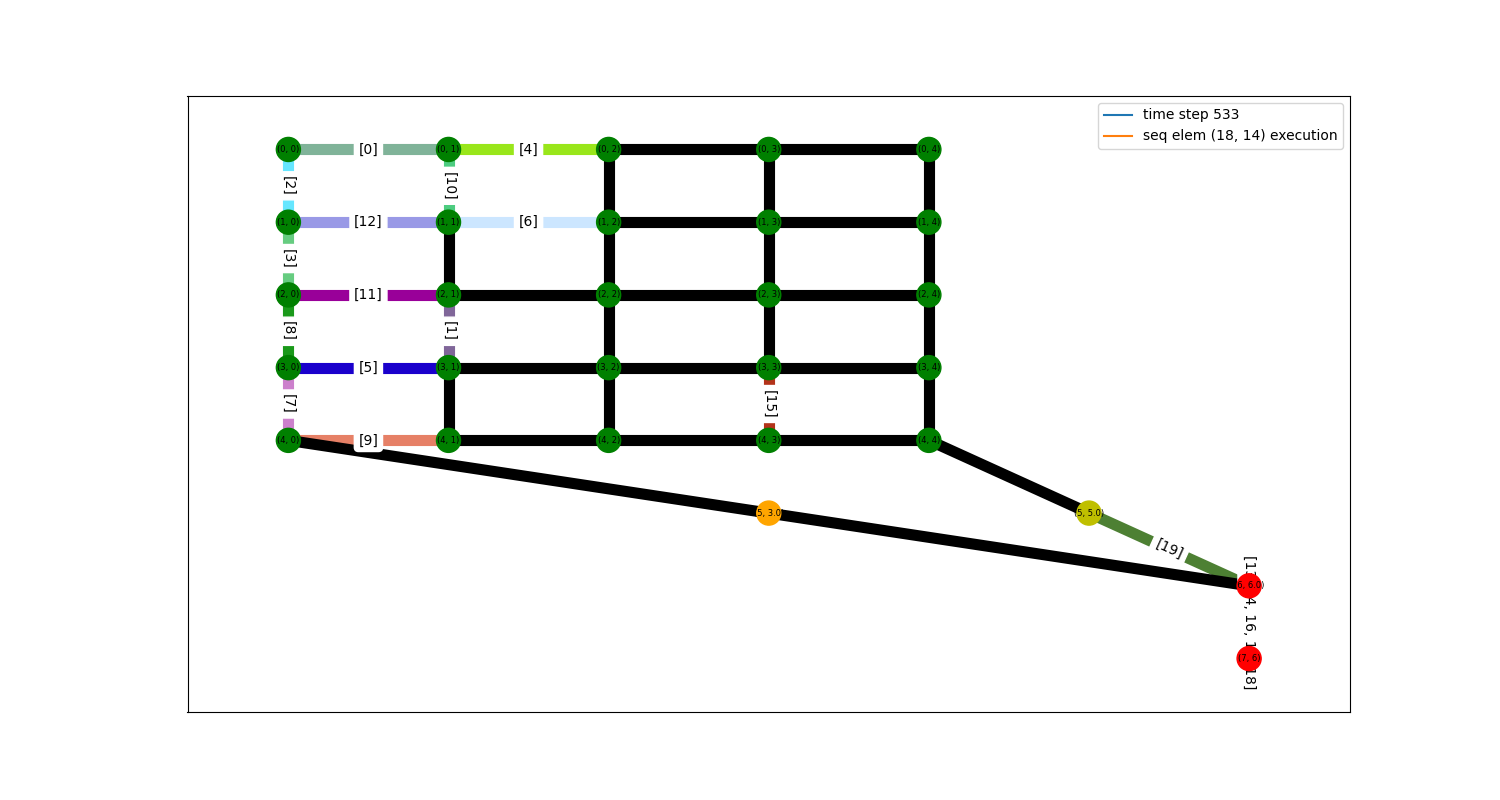 time step 533
seq elem (18, 14) execution
(0, 0) [0] (0, 1) [4] (0, 2) (0, 3) (0, 4)
[2] [10]
(1, 0) [12] (1, 1) [6] (1, 2) (1, 3) (1, 4)
[3]
(2, 0) [11] (2, 1) (2, 2) (2, 3) (2, 4)
[8] [1]
(3, 0) [5] (3, 1) (3, 2) (3, 3) (3, 4)
[7] [15]
(4, 0) [9] (4, 1) (4, 2) (4, 3) (4, 4)
(5, 3.0) (5, 5.0)
[19]
(6, 6.0)
4, 16, 18]
(7, 6)